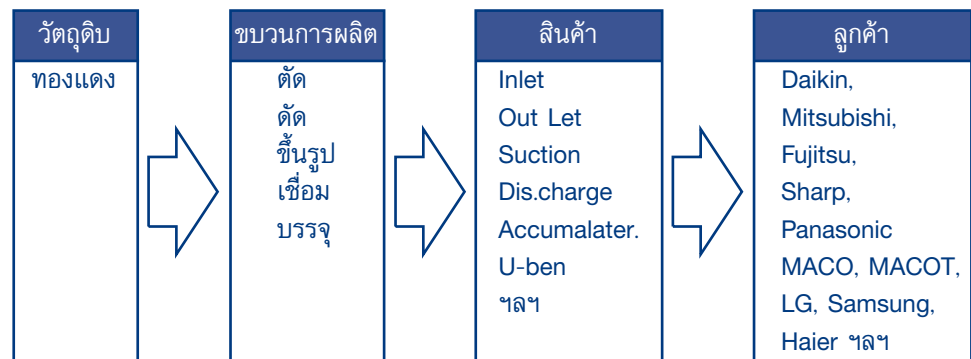 วัตถุดิบ
ทองแดง
ขบวนการผลิต
ตัด
ดัด
ขึ้นรูป
เชื่อม
บรรจุ
สินค้า
Inlet
Out Let
Suction
Dis.charge
Accumalater.
U-ben
ฯลฯ
ลูกค้า
Daikin,
Mitsubishi,
Fujitsu,
Sharp,
Panasonic
MACO, MACOT,
LG, Samsung,
Haier ฯลฯ